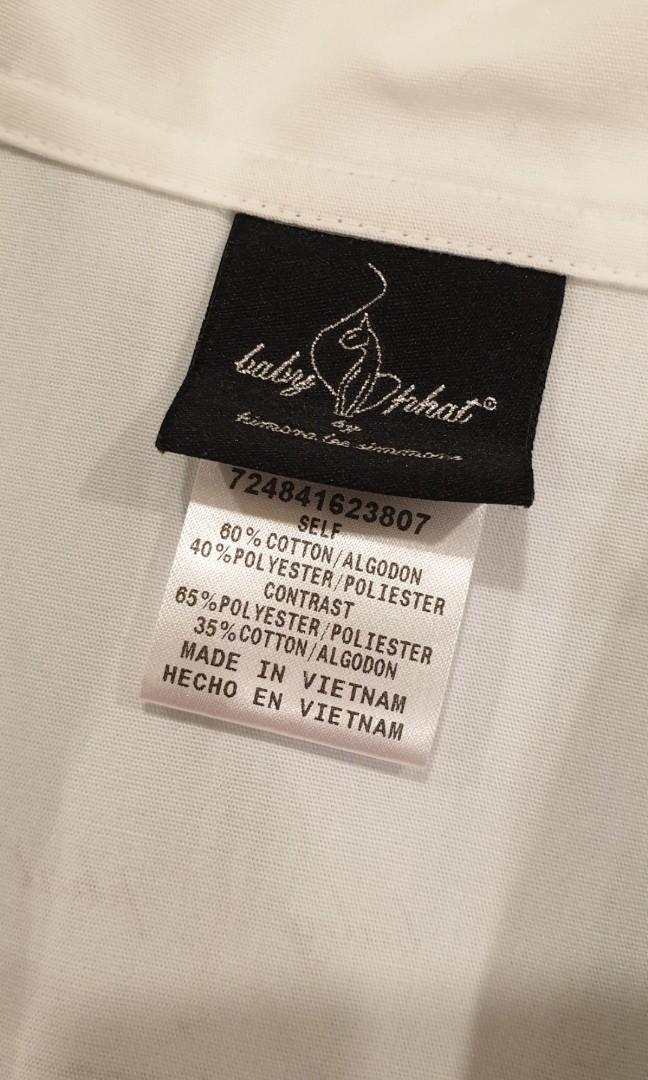 baby phat®
by
kimora lee simmons
724841623807
SELF
60% COTTON/ALGODON
40%POLYESTER/POLIESTER
CONTRAST
65%POLYESTER/POLIESTER
35%COTTON/ALGODON
MADE IN VIETNAM
HECHO EN VIETNAM